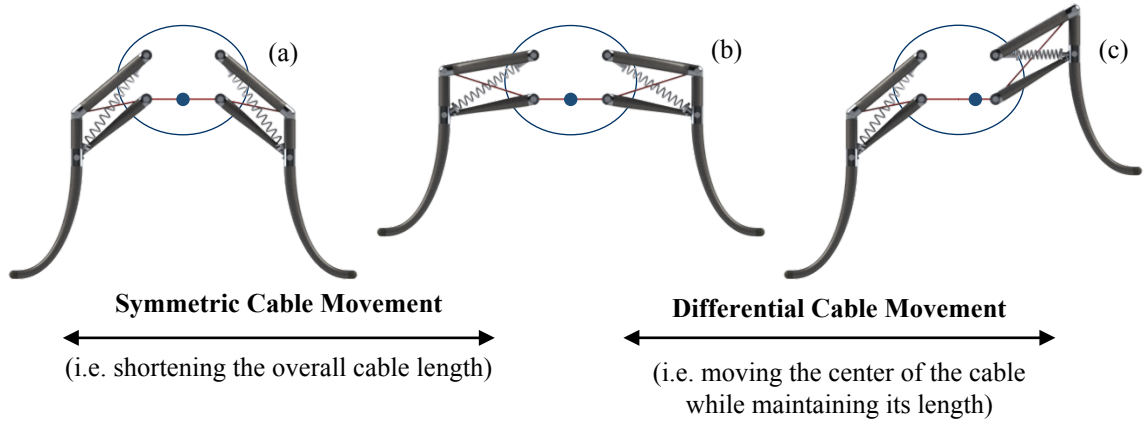 (a)
(b)
(c)
Symmetric Cable Movement
(i.e. shortening the overall cable length)
Differential Cable Movement
(i.e. moving the center of the cable
while maintaining its length)